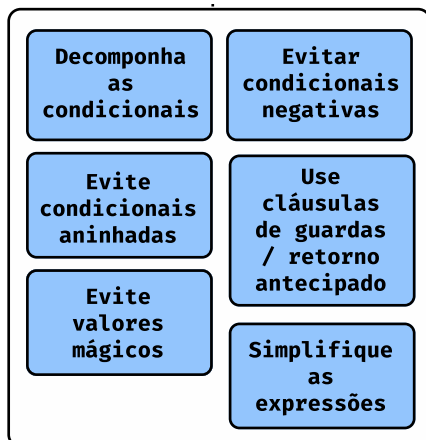 Decomponha
as
condicionais
Evitar
condicionais
negativas
Evite
condicionais
aninhadas
Use
cláusulas
de guardas
/ retorno
antecipado
Evite
valores
mágicos
Simplifique
as
expressões